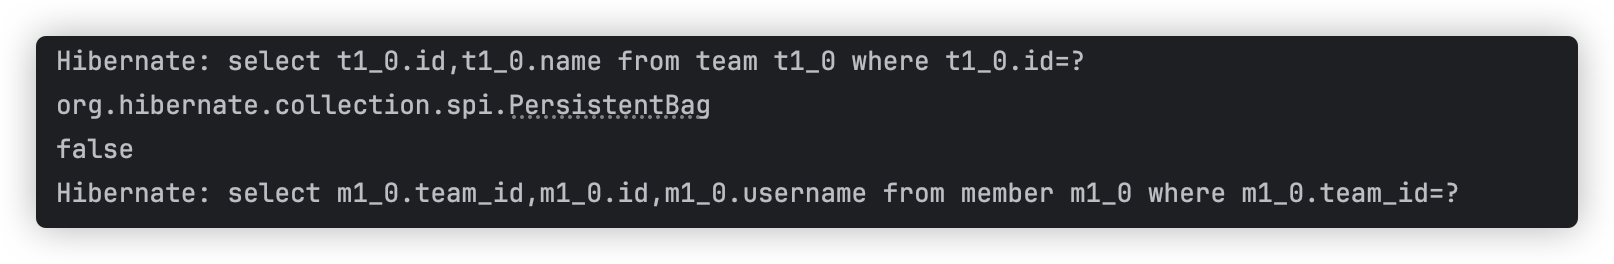 Hibernate: select t1_0.id,t1_0.name from team t1_0 where t1_0.id=?
org.hibernate.collection.spi.PersistentBag
false
Hibernate: select m1_0.team_id,m1_0.id,m1_0.username from member m1_0 where m1_0.team_id=?